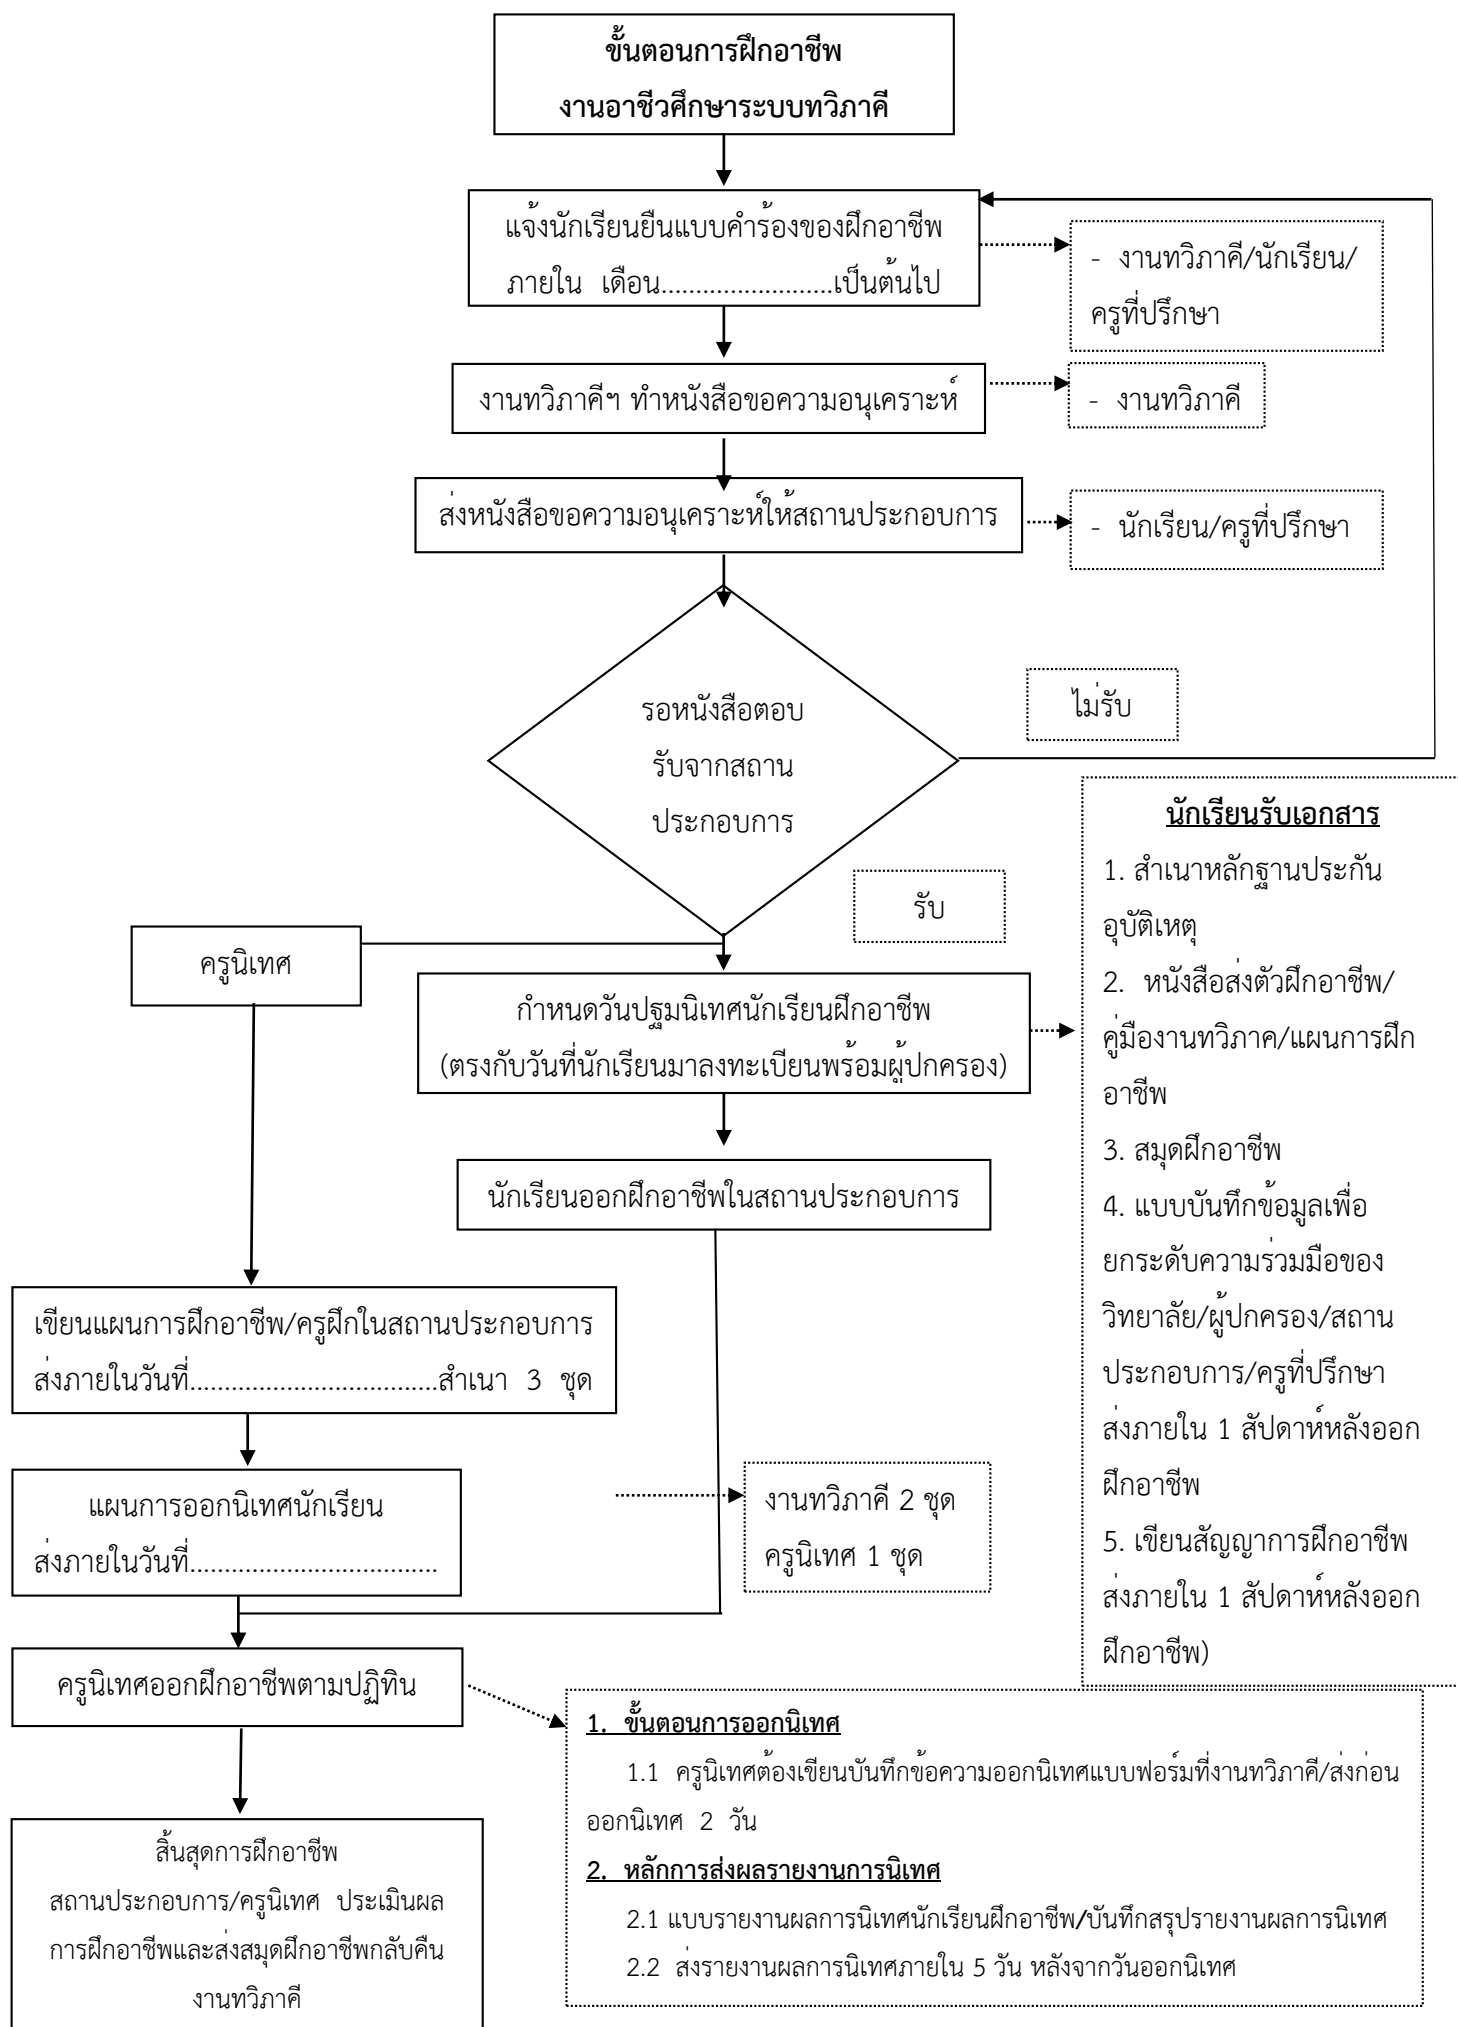 ขั้นตอนการฝึกอาชีพ
งานอาชีวศึกษาระบบทวิภาคี
แจ้งนักเรียนยืนแบบคำร้องของฝึกอาชีพ
ภายใน เดือน.........................เป็นต้นไป
- งานทวิภาคี/นักเรียน/
ครูที่ปรึกษา
งานทวิภาคีฯ ทำหนังสือขอความอนุเคราะห์
- งานทวิภาคี
ส่งหนังสือขอความอนุเคราะห์ให้สถานประกอบการ
- นักเรียน/ครูที่ปรึกษา
รอหนังสือตอบ
รับจากสถาน
ประกอบการ
ไม่รับ
รับ
นักเรียนรับเอกสาร
1. สำเนาหลักฐานประกัน
อุบัติเหตุ
2. หนังสือส่งตัวฝึกอาชีพ/
คู่มืองานทวิภาค/แผนการฝึก
อาชีพ
3. สมุดฝึกอาชีพ
4. แบบบันทึกข้อมูลเพื่อ
ยกระดับความร่วมมือของ
วิทยาลัย/ผู้ปกครอง/สถาน
ประกอบการ/ครูที่ปรึกษา
ส่งภายใน 1 สัปดาห์หลังออก
ฝึกอาชีพ
5. เขียนสัญญาการฝึกอาชีพ
ส่งภายใน 1 สัปดาห์หลังออก
ฝึกอาชีพ)
ครูนิเทศ
กำหนดวันปฐมนิเทศนักเรียนฝึกอาชีพ
(ตรงกับวันที่นักเรียนมาลงทะเบียนพร้อมผู้ปกครอง)
นักเรียนออกฝึกอาชีพในสถานประกอบการ
เขียนแผนการฝึกอาชีพ/ครูฝึกในสถานประกอบการ
ส่งภายในวันที่....................................สำเนา 3 ชุด
แผนการออกนิเทศนักเรียน
ส่งภายในวันที่....................................
งานทวิภาคี 2 ชุด
ครูนิเทศ 1 ชุด
ครูนิเทศออกฝึกอาชีพตามปฏิทิน
1. ขั้นตอนการออกนิเทศ
1.1 ครูนิเทศต้องเขียนบันทึกข้อความออกนิเทศแบบฟอร์มที่งานทวิภาคี/ส่งก่อน
ออกนิเทศ 2 วัน
2. หลักการส่งผลรายงานการนิเทศ
2.1 แบบรายงานผลการนิเทศนักเรียนฝึกอาชีพ/บันทึกสรุปรายงานผลการนิเทศ
2.2 ส่งรายงานผลการนิเทศภายใน 5 วัน หลังจากวันออกนิเทศ
สิ้นสุดการฝึกอาชีพ
สถานประกอบการ/ครูนิเทศ ประเมินผล
การฝึกอาชีพและส่งสมุดฝึกอาชีพกลับคืน
งานทวิภาคี